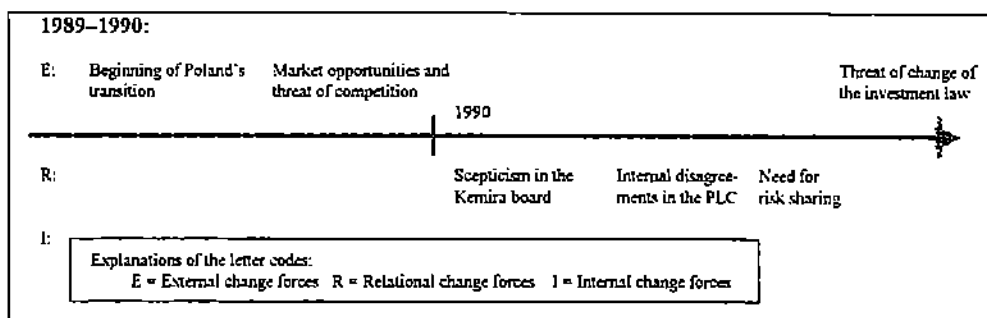 1989–1990:
E: Beginning of Poland's transition
Market opportunities and threat of competition
Threat of change of the investment law
1990
R: Scepticism in the Kemira board
Internal disagree-
ments in the PLC
Need for risk sharing
I:
Explanations of the letter codes:
E = External change forces R = Relational change forces I = Internal change forces